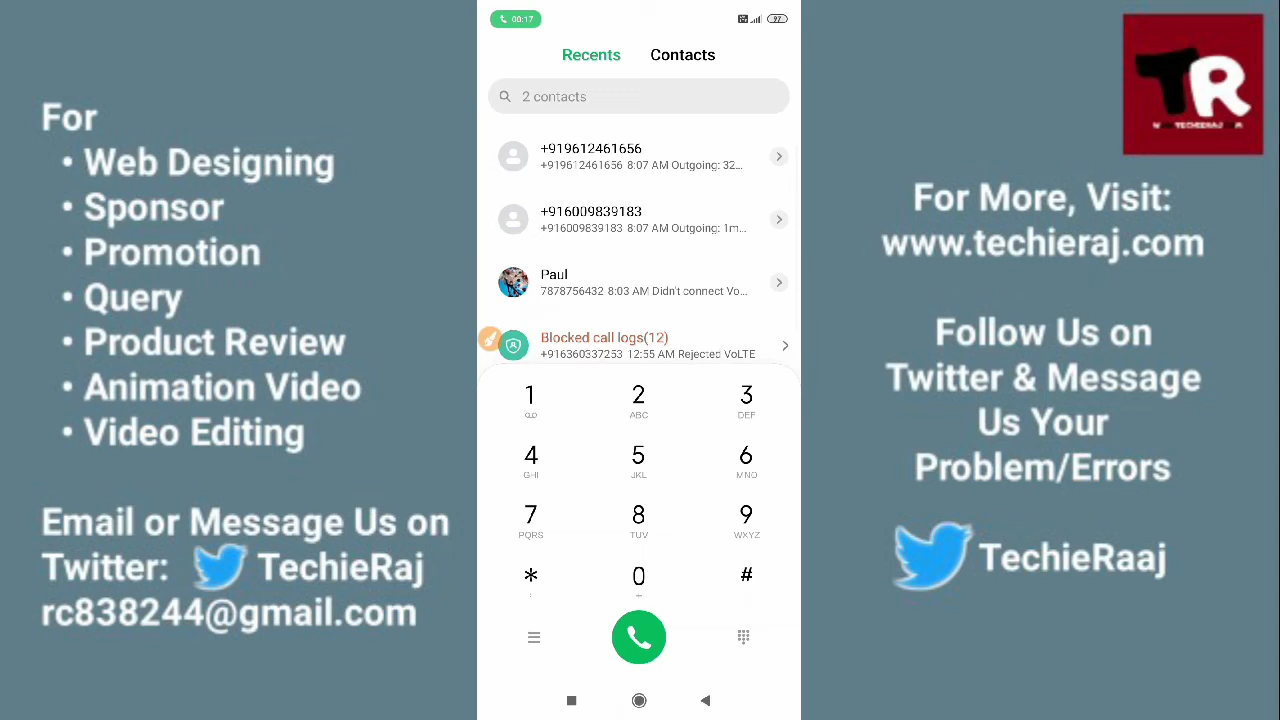 For
• Web Designing
• Sponsor
• Promotion
• Query
• Product Review
• Animation Video
• Video Editing
Email or Message Us on
Twitter: TechieRaj
rc838244@gmail.com
00:17
97
Recents Contacts
2 contacts
+919612461656
+919612461656 8:07 AM Outgoing: 32...
+916009839183
+916009839183 8:07 AM Outgoing: 1m...
Paul
7878756432 8:03 AM Didn't connect Vo...
Blocked call logs(12)
+916360337253 12:55 AM Rejected VoLTE
1 2 3
ABC DEF
4 5 6
GHI JKL MNO
7 8 9
PQRS TUV WXYZ
* 0 #
+
TR
For More, Visit:
www.techieraj.com
Follow Us on
Twitter & Message
Us Your
Problem/Errors
TechieRaaj